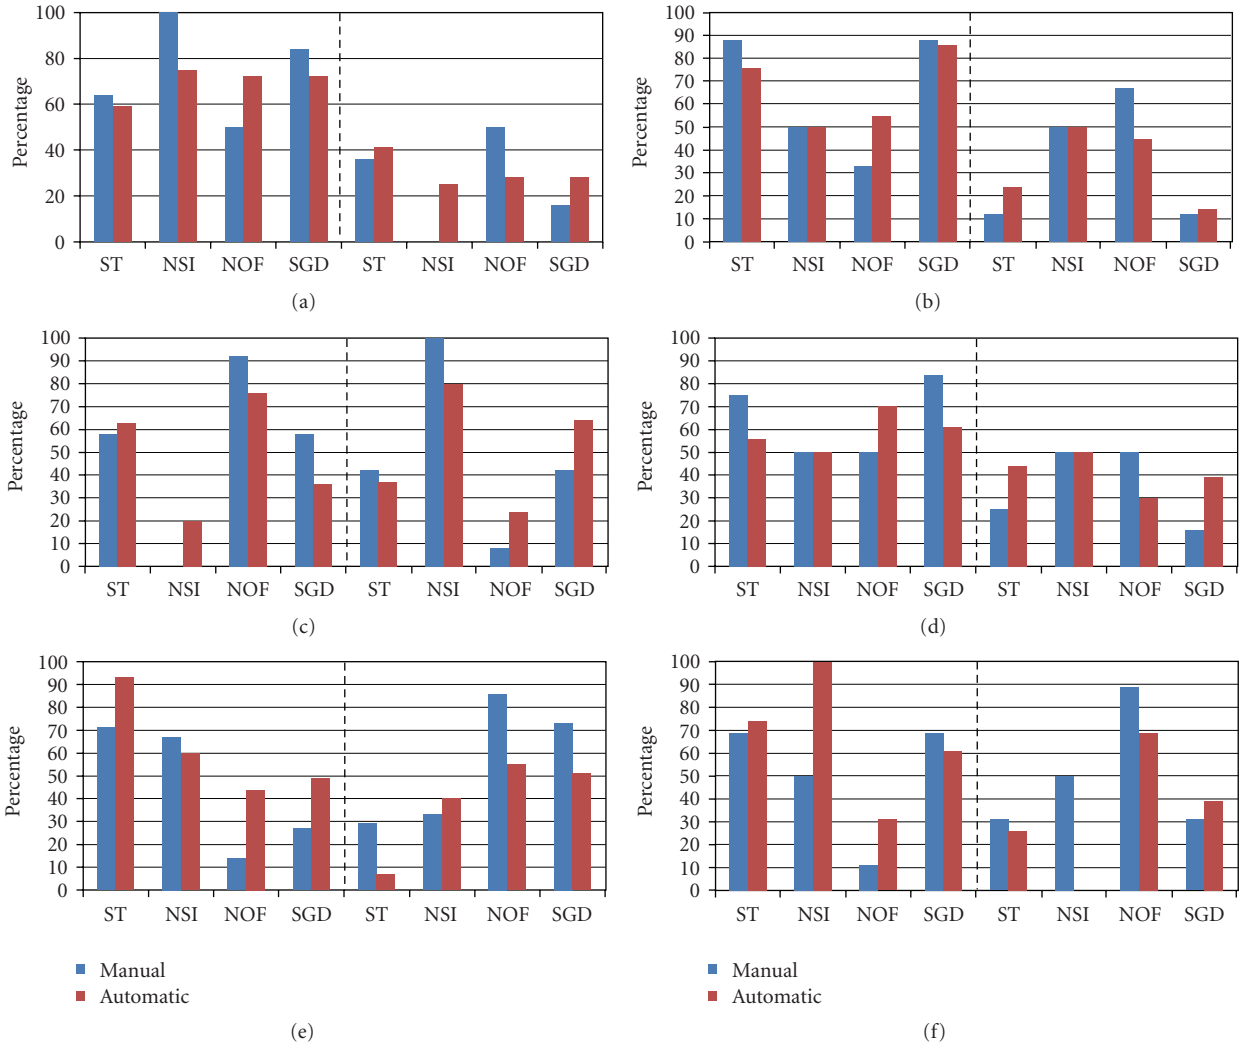 Percentage
100
80
60
40
20
0
ST NSI NOF SGD ST NSI NOF SGD
(a)
Percentage
100
90
80
70
60
50
40
30
20
10
0
ST NSI NOF SGD ST NSI NOF SGD
(b)
Percentage
100
90
80
70
60
50
40
30
20
10
0
ST NSI NOF SGD ST NSI NOF SGD
(c)
Percentage
100
90
80
70
60
50
40
30
20
10
0
ST NSI NOF SGD ST NSI NOF SGD
(d)
Percentage
100
90
80
70
60
50
40
30
20
10
0
ST NSI NOF SGD ST NSI NOF SGD
Manual
Automatic
(e)
Percentage
100
90
80
70
60
50
40
30
20
10
0
ST NSI NOF SGD ST NSI NOF SGD
Manual
Automatic
(f)